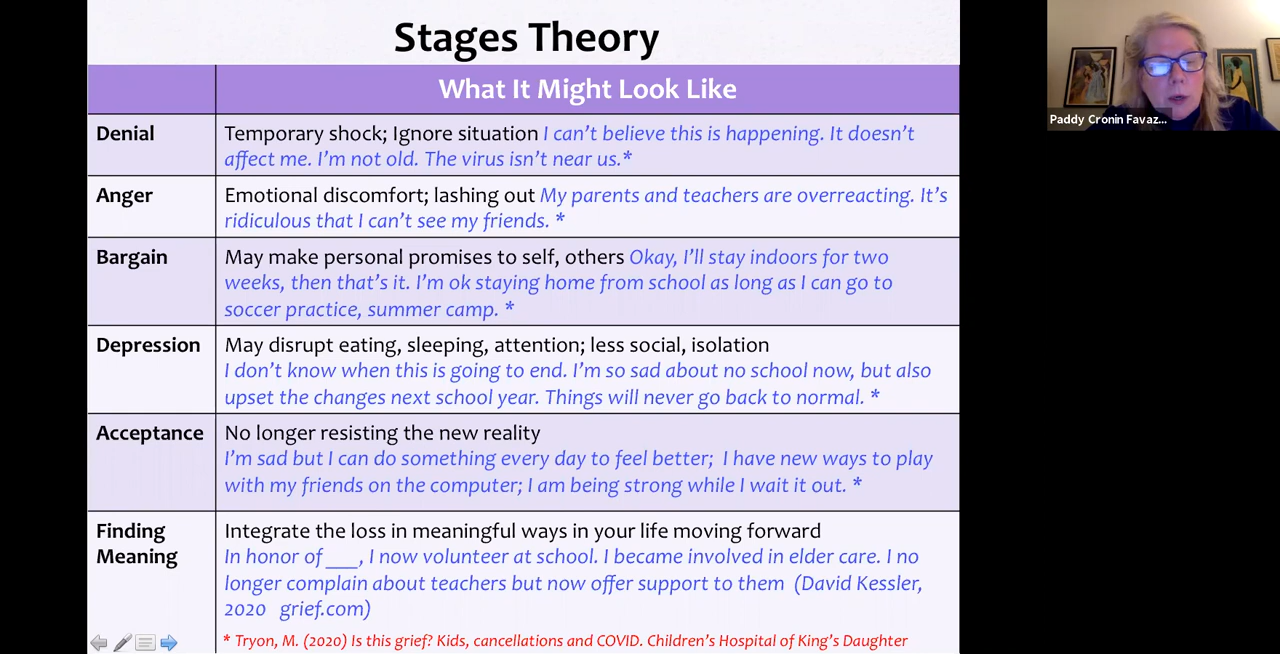 Stages Theory
What It Might Look Like
Denial
Temporary shock; Ignore situation I can't believe this is happening. It doesn't
affect me. I'm not old. The virus isn't near us.*
Anger
Emotional discomfort; lashing out My parents and teachers are overreacting. It's
ridiculous that I can't see my friends. *
Bargain
May make personal promises to self, others Okay, I'll stay indoors for two
weeks, then that's it. I'm ok staying home from school as long as I can go to
soccer practice, summer camp. *
Depression
May disrupt eating, sleeping, attention; less social, isolation
I don't know when this is going to end. I'm so sad about no school now, but also
upset the changes next school year. Things will never go back to normal. *
Acceptance
No longer resisting the new reality
I'm sad but I can do something every day to feel better; I have new ways to play
with my friends on the computer; I am being strong while I wait it out. *
Finding
Meaning
Integrate the loss in meaningful ways in your life moving forward
In honor of ___, I now volunteer at school. I became involved in elder care. I no
longer complain about teachers but now offer support to them (David Kessler,
2020 grief.com)
* Tryon, M. (2020) Is this grief? Kids, cancellations and COVID. Children's Hospital of King's Daughter
Paddy Cronin Favaz...